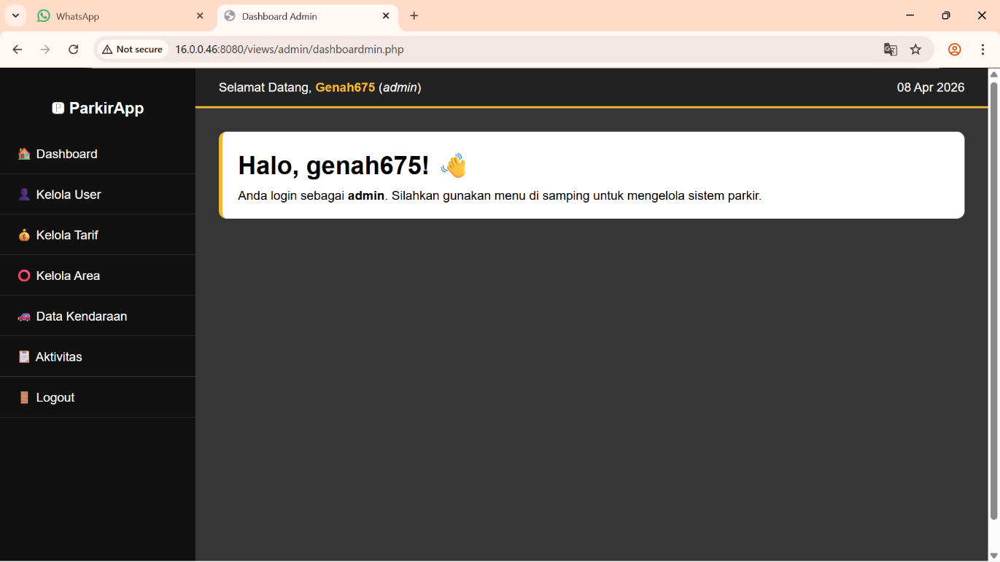 WhatsApp
Dashboard Admin
Not secure
16.0.0.46:8080/views/admin/dashboardmin.php
ParkirApp
Dashboard
Kelola User
Kelola Tarif
Kelola Area
Data Kendaraan
Aktivitas
Logout
Selamat Datang, Genah675 (admin)
08 Apr 2026
Halo, genah675! 👋
Anda login sebagai admin. Silahkan gunakan menu di samping untuk mengelola sistem parkir.